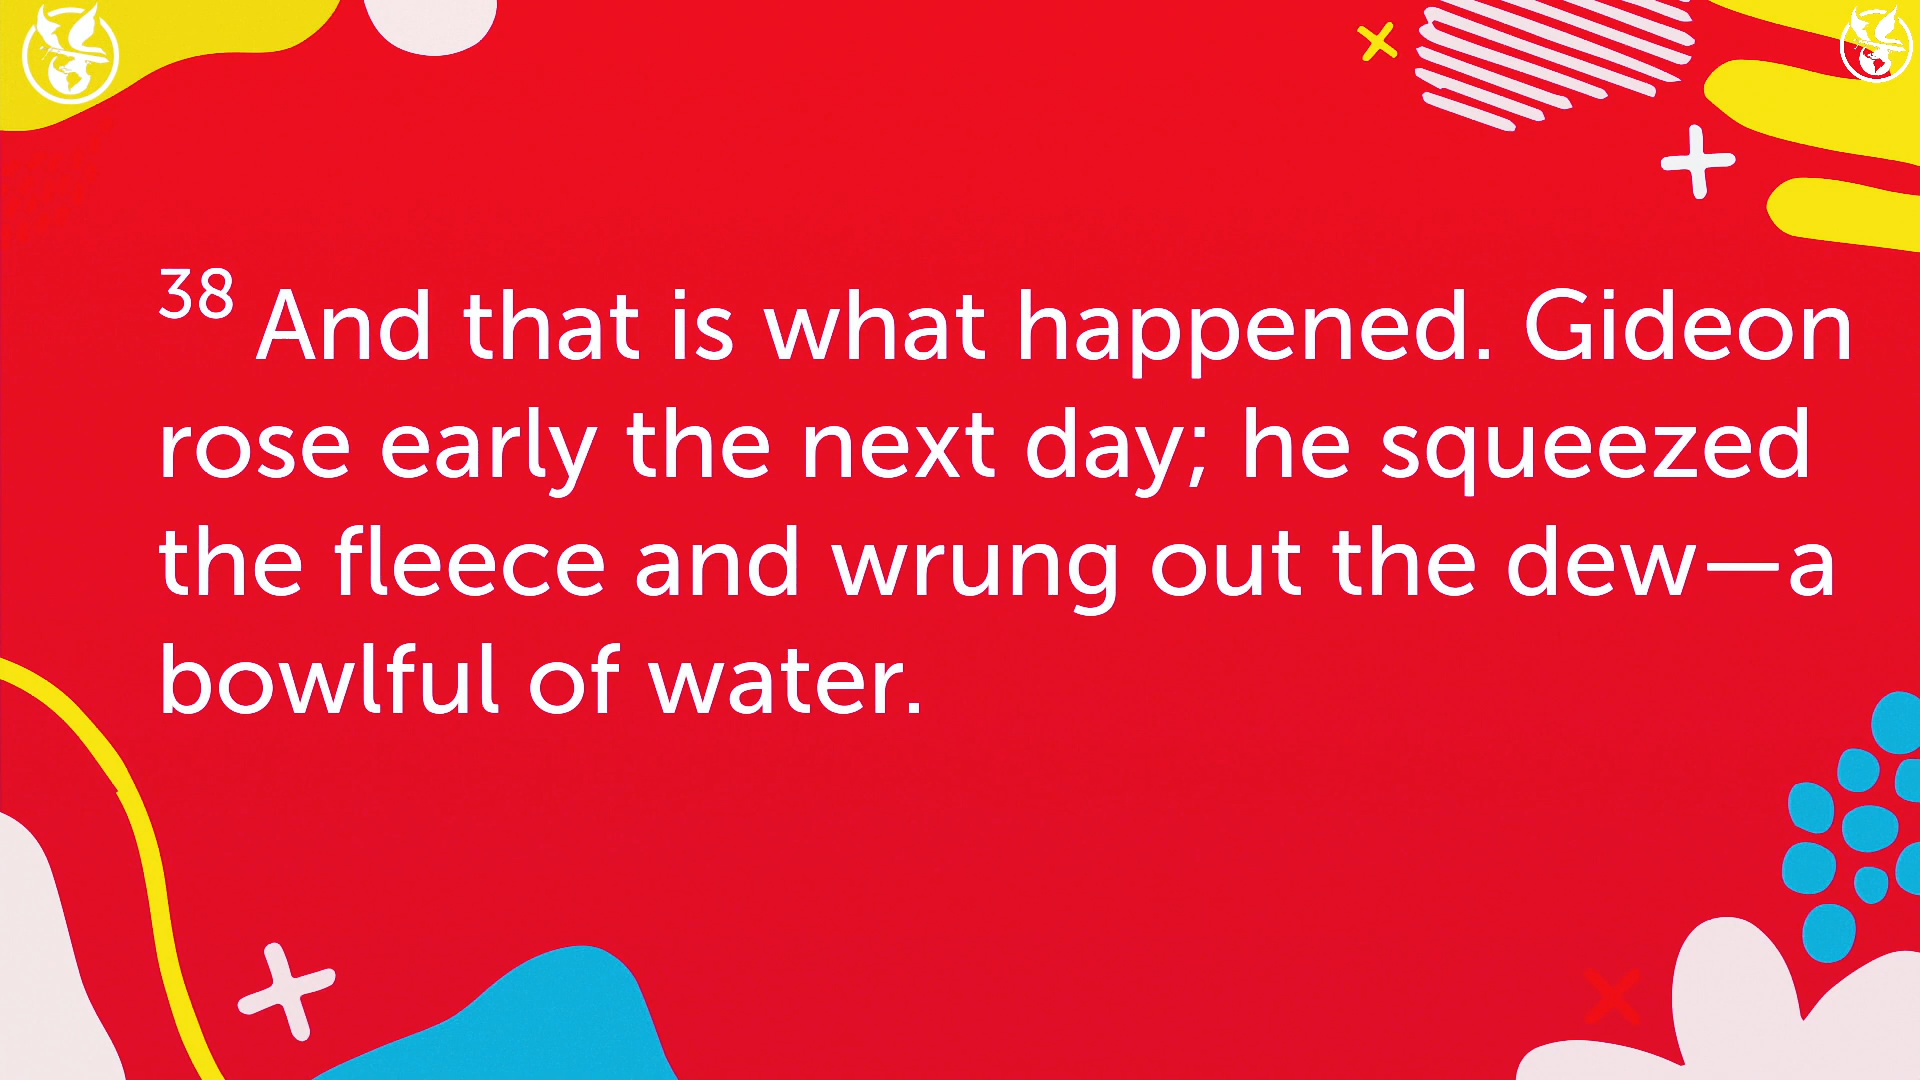 38 And that is what happened. Gideon
rose early the next day; he squeezed
the fleece and wrung out the dew—a
bowlful of water.